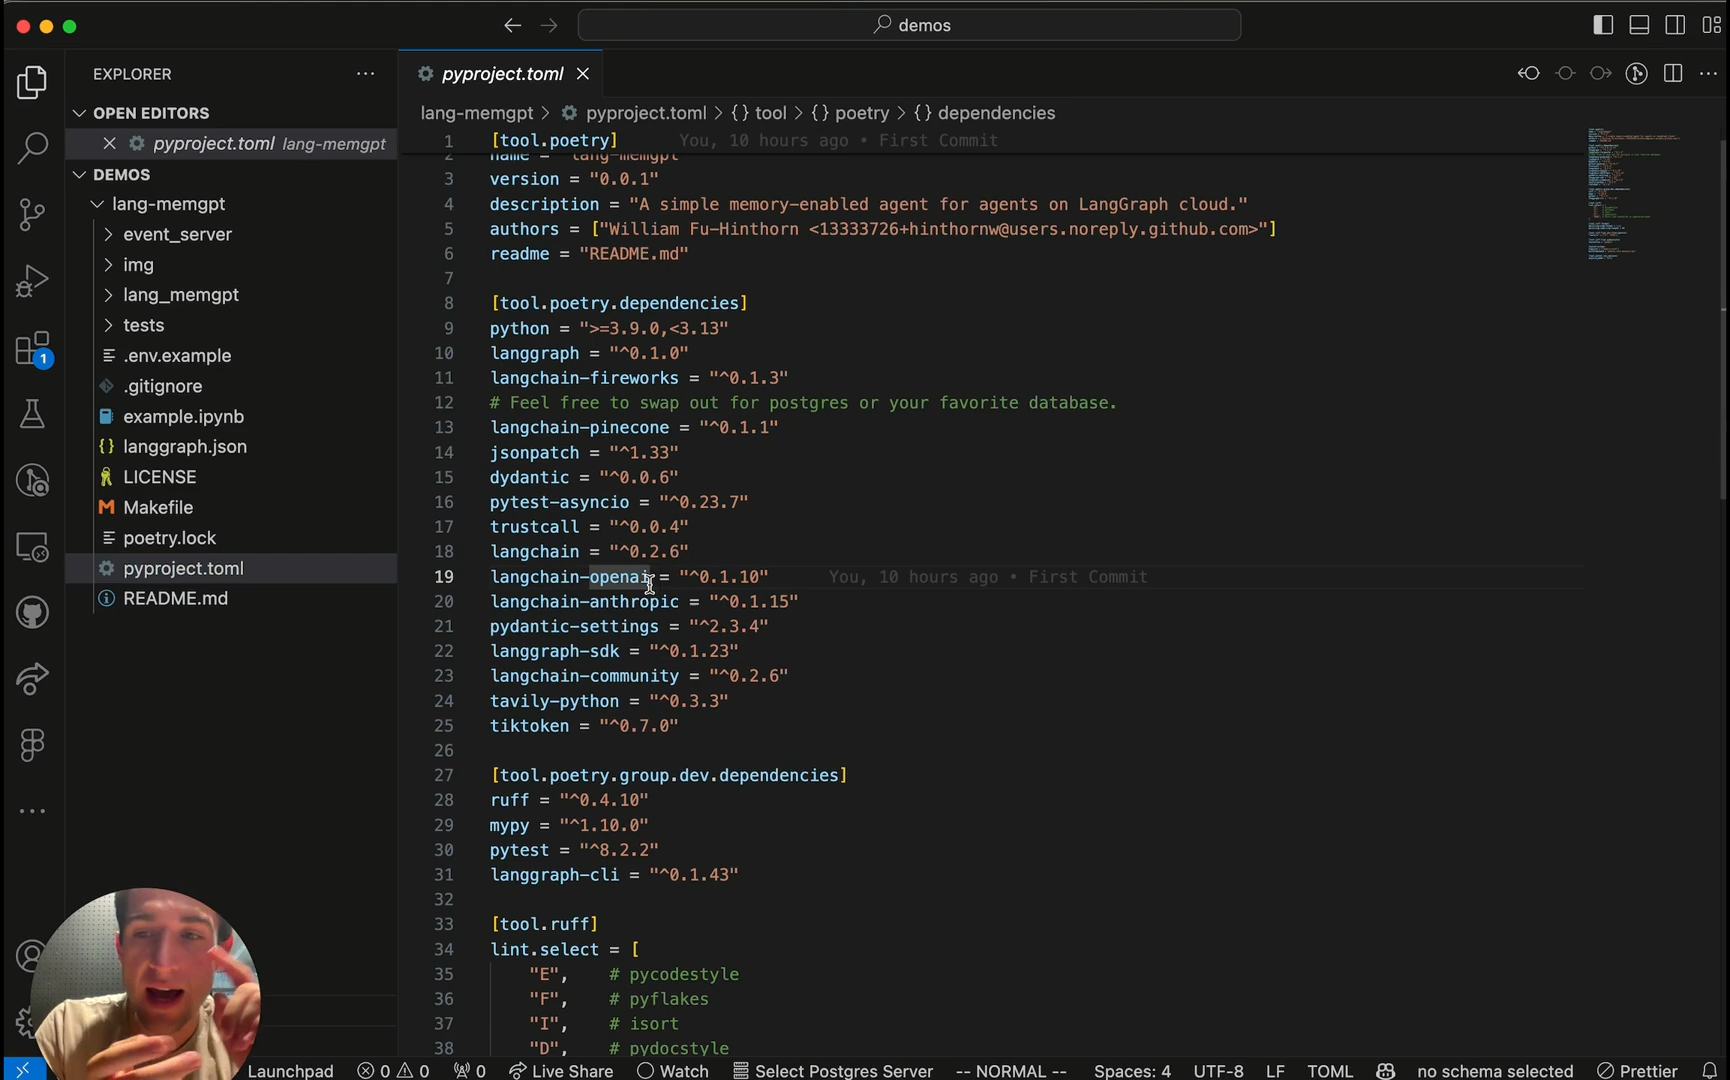 demos
EXPLORER
OPEN EDITORS
pyproject.toml lang-memgpt
DEMOS
lang-memgpt
event_server
img
lang_memgpt
tests
.env.example
.gitignore
example.ipynb
langgraph.json
LICENSE
Makefile
poetry.lock
pyproject.toml
README.md
1
pyproject.toml
lang-memgpt > pyproject.toml > {} tool > {} poetry > {} dependencies
1 [tool.poetry] You, 10 hours ago • First Commit
2 name = "lang-memgpt"
3 version = "0.0.1"
4 description = "A simple memory-enabled agent for agents on LangGraph cloud."
5 authors = ["William Fu-Hinthorn <13333726+hinthornw@users.noreply.github.com>"]
6 readme = "README.md"
7
8 [tool.poetry.dependencies]
9 python = ">=3.9.0,<3.13"
10 langgraph = "^0.1.0"
11 langchain-fireworks = "^0.1.3"
12 # Feel free to swap out for postgres or your favorite database.
13 langchain-pinecone = "^0.1.1"
14 jsonpatch = "^1.33"
15 dydantic = "^0.0.6"
16 pytest-asyncio = "^0.23.7"
17 trustcall = "^0.0.4"
18 langchain = "^0.2.6"
19 langchain-openai = "^0.1.10" You, 10 hours ago • First Commit
20 langchain-anthropic = "^0.1.15"
21 pydantic-settings = "^2.3.4"
22 langgraph-sdk = "^0.1.23"
23 langchain-community = "^0.2.6"
24 tavily-python = "^0.3.3"
25 tiktoken = "^0.7.0"
26
27 [tool.poetry.group.dev.dependencies]
28 ruff = "^0.4.10"
29 mypy = "^1.10.0"
30 pytest = "^8.2.2"
31 langgraph-cli = "^0.1.43"
32
33 [tool.ruff]
34 lint.select = [
35 "E", # pycodestyle
36 "F", # pyflakes
37 "I", # isort
38 "D", # pydocstyle
Launchpad 0 0 0 Live Share Watch Select Postgres Server -- NORMAL -- Spaces: 4 UTF-8 LF TOML no schema selected Prettier